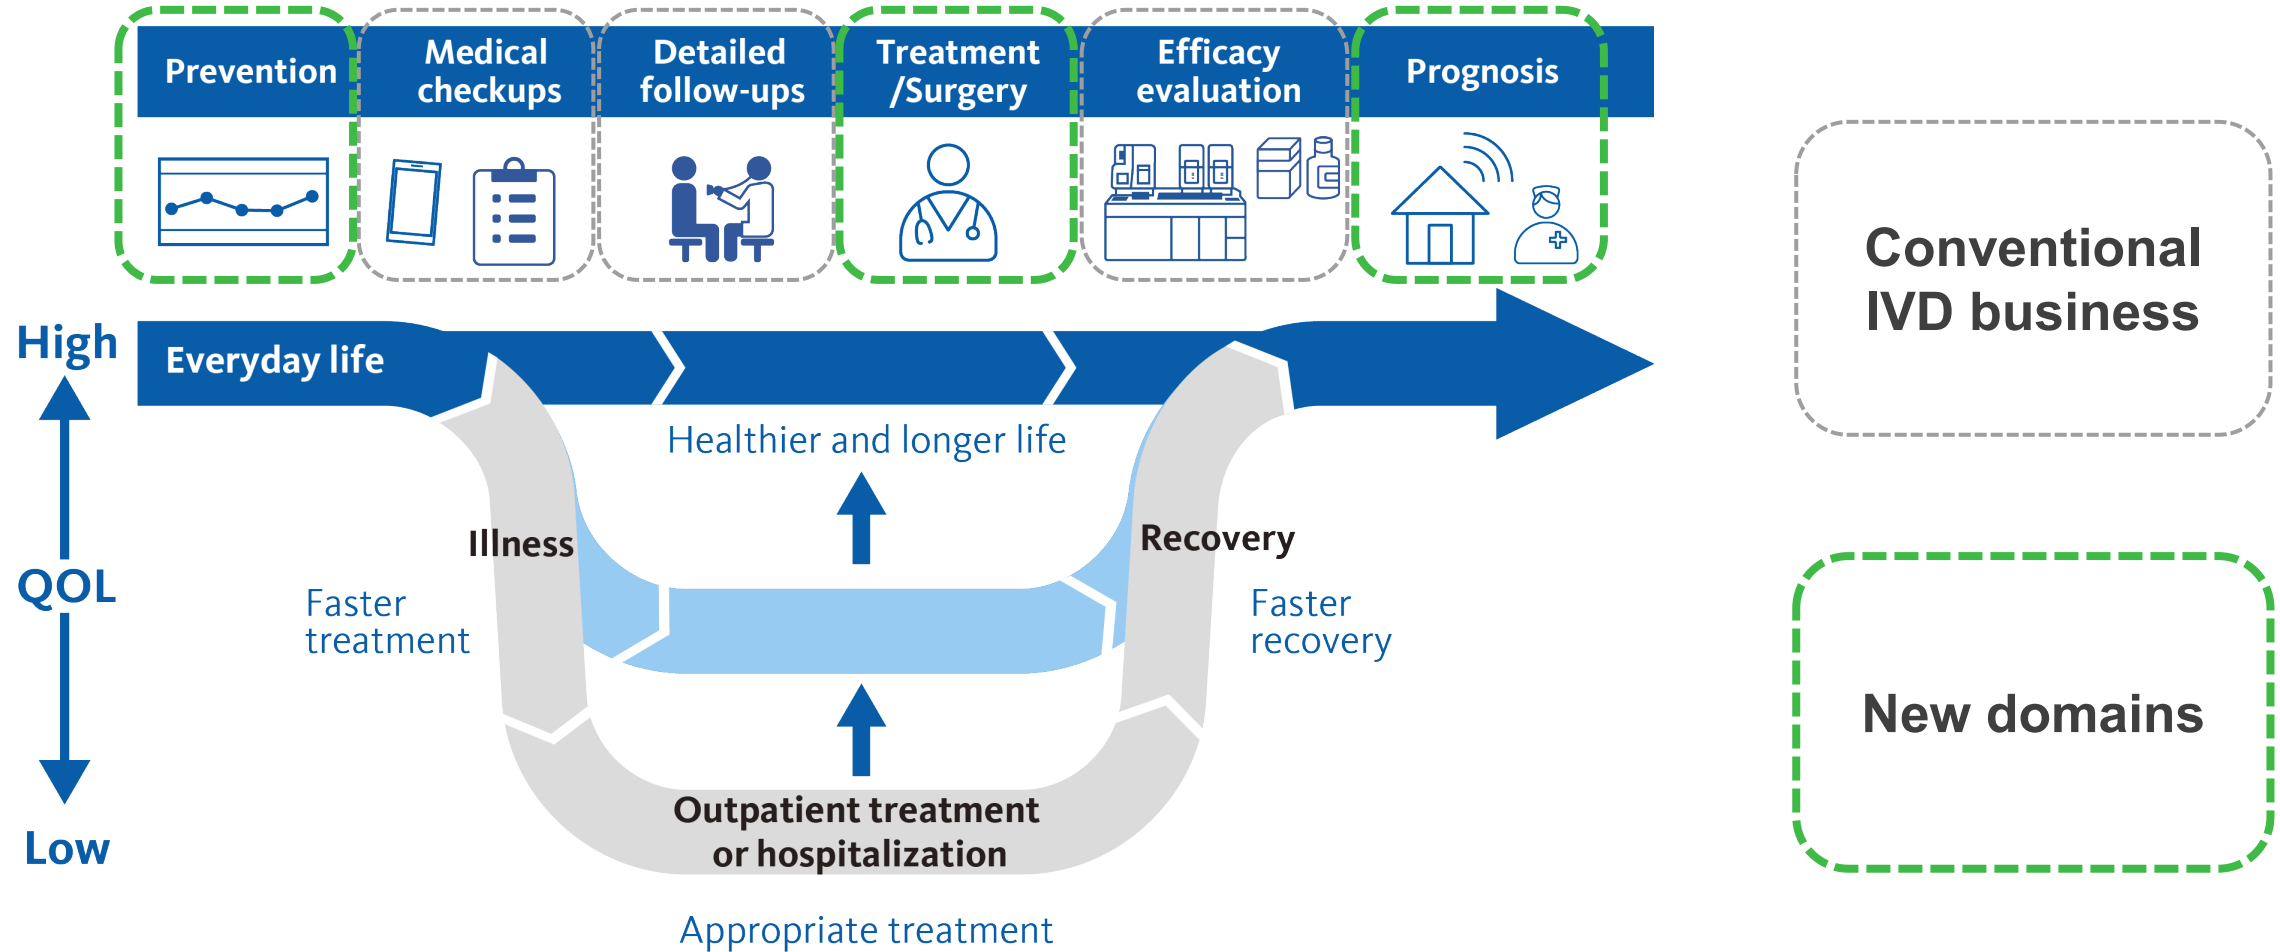 Prevention
Medical
checkups
Detailed
follow-ups
Treatment
/Surgery
Efficacy
evaluation
Prognosis
High
QOL
Low
Everyday life
Healthier and longer life
Illness
Recovery
Faster
treatment
Faster
recovery
Outpatient treatment
or hospitalization
Appropriate treatment
Conventional
IVD business
New domains